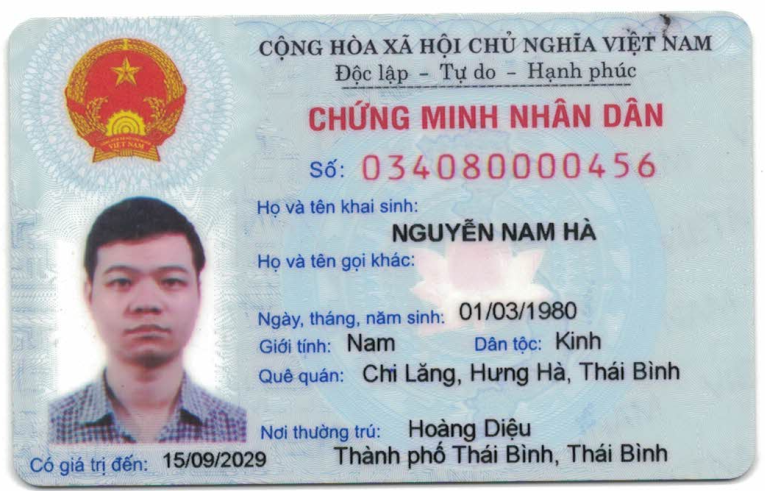 CỘNG HÒA XÃ HỘI CHỦ NGHĨA VIỆT NAM
Độc lập - Tự do - Hạnh phúc
CHỨNG MINH NHÂN DÂN
Số: 034080000456
Họ và tên khai sinh:
NGUYỄN NAM HÀ
Họ và tên gọi khác:
Ngày, tháng, năm sinh: 01/03/1980
Giới tính: Nam Dân tộc: Kinh
Quê quán: Chi Lăng, Hưng Hà, Thái Bình
Nơi thường trú: Hoàng Diệu
Thành phố Thái Bình, Thái Bình
Có giá trị đến: 15/09/2029